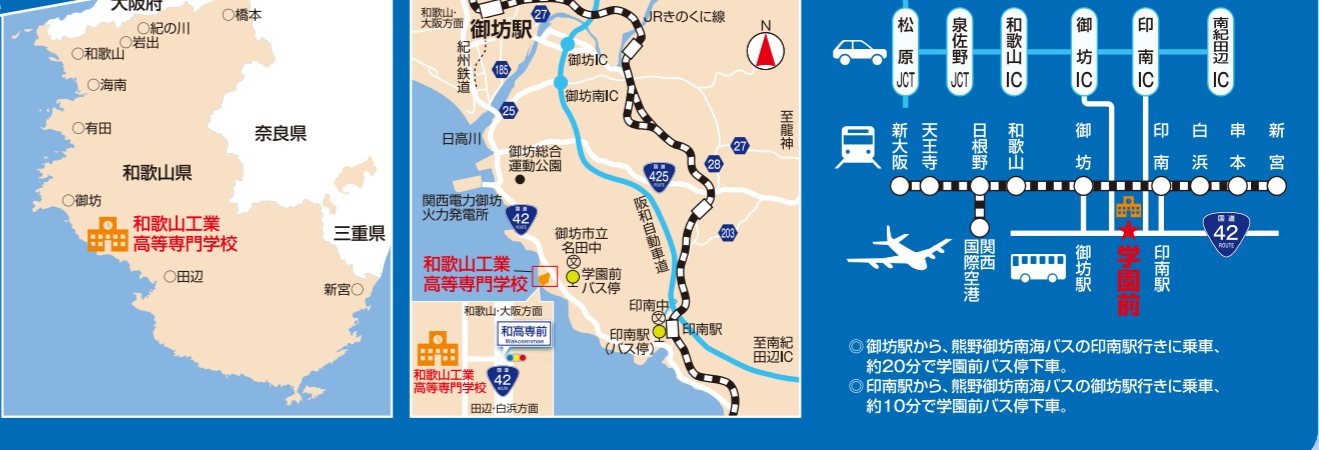 大阪府
○橋本
○紀の川
○岩出
○和歌山
○海南
○有田
奈良県
和歌山県
○御坊
和歌山工業
高等専門学校
三重県
○田辺
新宮○
和歌山・
大阪方面
27
JRきのくに線
御坊駅
紀州鉄道
御坊IC
185
御坊南IC
25
日高川
至龍神
27
28
御坊総合
運動公園
国道
425
ROUTE
関西電力御坊
火力発電所
国道
42
ROUTE
阪和自動車道
203
御坊市立
名田中
文
学園前
バス停
和歌山工業
高等専門学校
印南中
文
印南駅
(バス停)
印南駅
至南紀
田辺IC
和歌山・大阪方面
和高専前
Wakosenmae
和歌山工業
高等専門学校
国道
42
ROUTE
田辺・白浜方面
N
松原JCT
泉佐野JCT
和歌山IC
御坊IC
印南IC
南紀田辺IC
新大阪
天王寺
日根野
和歌山
御坊
印南
白浜
串本
新宮
関西
国際空港
御坊駅
学園前
印南駅
国道
42
ROUTE
◎御坊駅から、熊野御坊南海バスの印南駅行きに乗車、
約20分で学園前バス停下車。
◎印南駅から、熊野御坊南海バスの御坊駅行きに乗車、
約10分で学園前バス停下車。